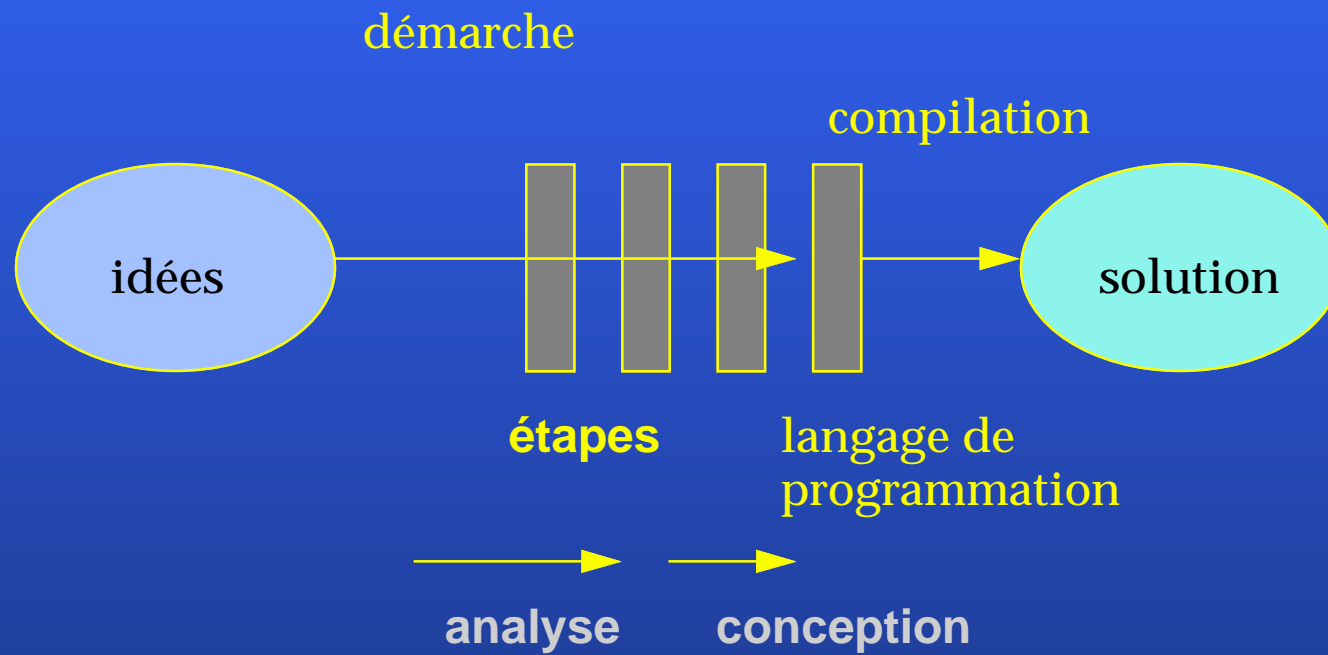 démarche
compilation
idées
solution
étapes
langage de
programmation
analyse
conception